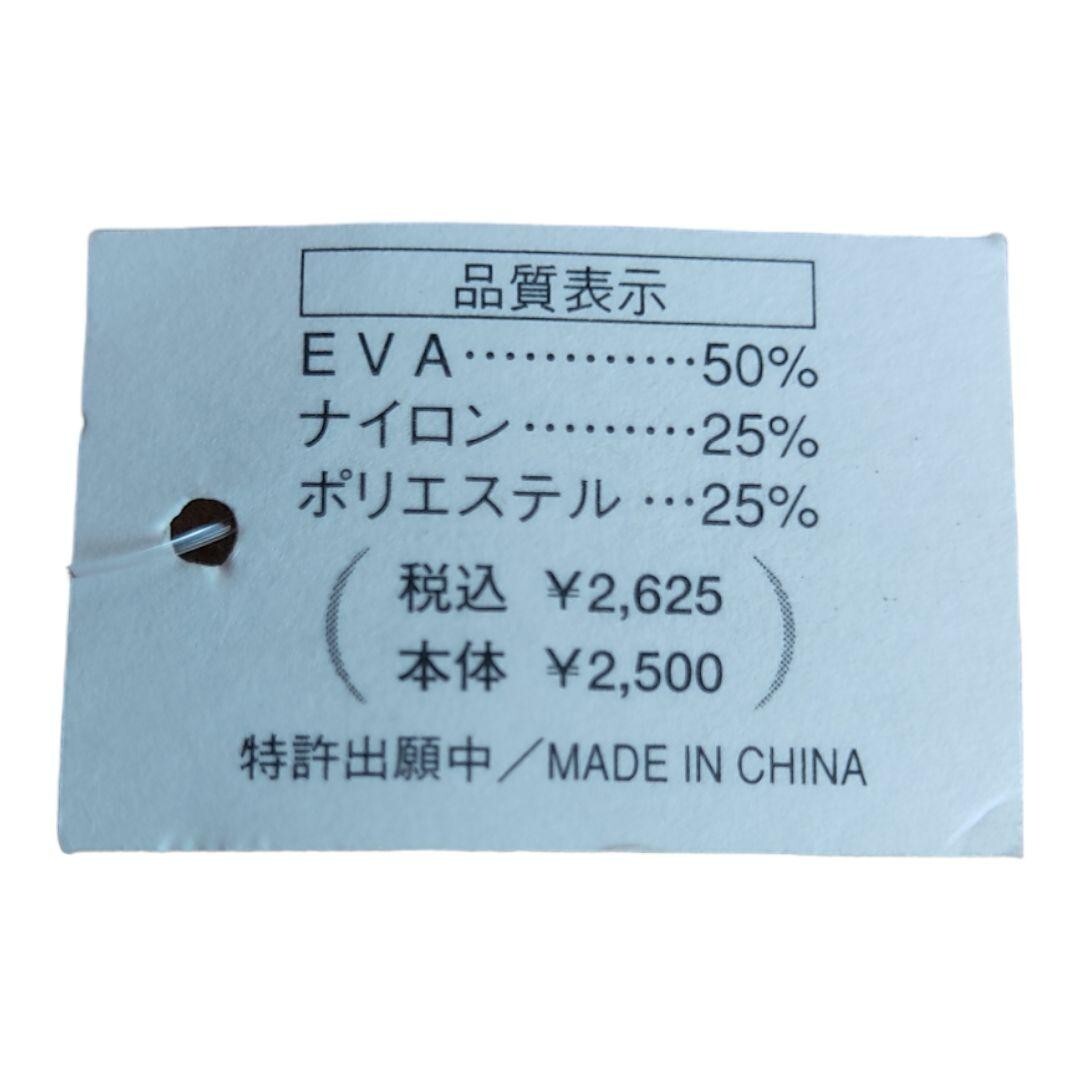 品質表示
EVA…………50%
ナイロン………25%
ポリエステル…25%
税込 ¥2,625
本体 ¥2,500
特許出願中/MADE IN CHINA